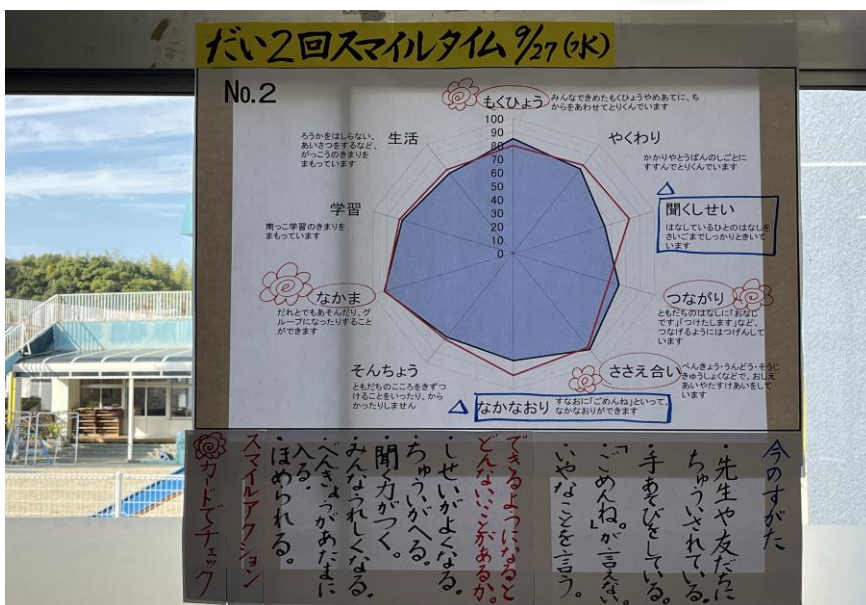 だい2回スマイルタイム 9/27(水)
No.2
もくひょう
みんなできめたもくひょうやめあてに、ち
からをあわせてとりくんでいます
100
90
80
70
60
50
40
30
20
10
0
やくわり
かかりやとうばんのしごとに
すすんでとりくんでいます
聞くしせい
はなしているひとのはなしを
さいごまでしっかりときいて
います
つながり
ともだちのはなしに「おなじ
です」「つけたします」など、
つなげるようにはつげんして
います
ささえ合い
べんきょう・うんどう・そうじ
きゅうしょくなどで、おしえ
あいやたすけあいをして
います
なかなおり
すなおに「ごめんね」といって、
なかなおりができます
そんちょう
ともだちのこころをきずつ
けることをいったり、から
かったりしません
なかま
だれとでもあそんだり、グ
ループになったりすること
ができます
学習
南っこ学習のきまりを
まもっています
生活
ろうかをはしらない、
あいさつをするなど、
がっこうのきまりを
まもっています
今のすがた
・先生や友だちに
ちゅういされている。
・手あそびをしている。
・「ごめんね。」が言えない。
・いやなことを言う。
できるようになると
どんないいことがあるか。
・しせいがよくなる。
・ちゅういがへる。
・聞く力がつく。
・みんなうれしくなる。
・べんきょうがあたまに
入る。
・ほめられる。
スマイルアクション
カードでチェック